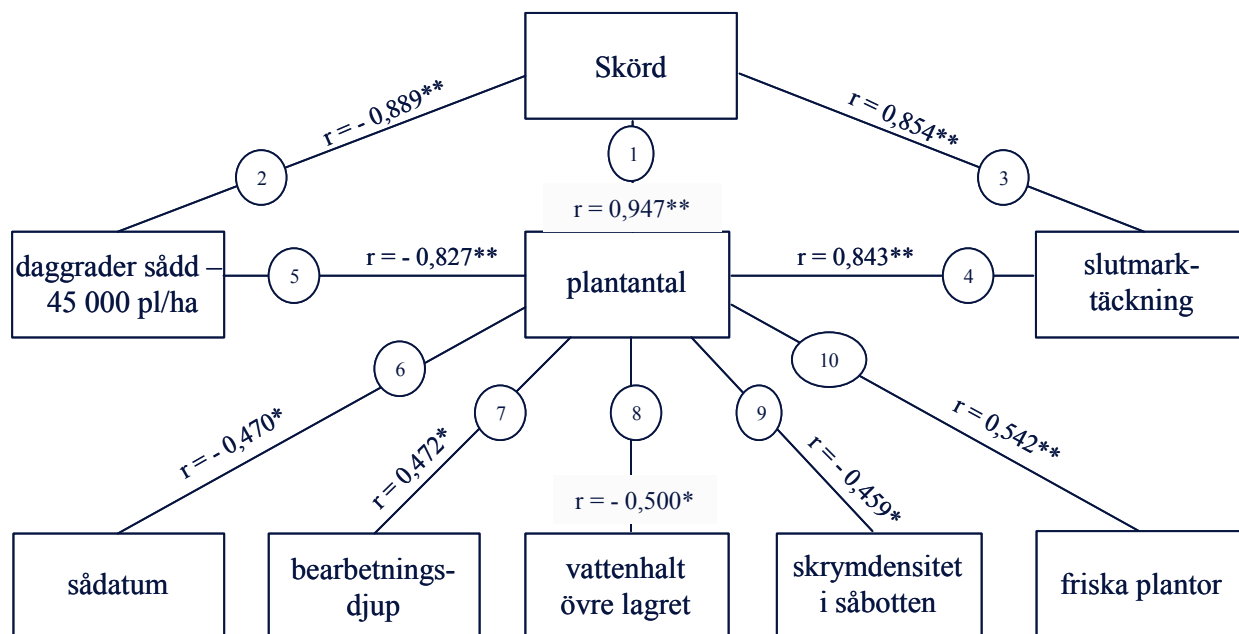 Skörd
r = - 0,889**
r = 0,854**
1
2
3
r = 0,947**
daggrader sådd –
45 000 pl/ha
5
r = - 0,827**
plantantal
r = 0,843**
4
slutmark-
täckning
6
7
8
9
10
r = - 0,470*
r = 0,472*
r = - 0,500*
r = - 0,459*
r = 0,542**
sådatum
bearbetnings-
djup
vattenhalt
övre lagret
skrymdensitet
i såbotten
friska plantor